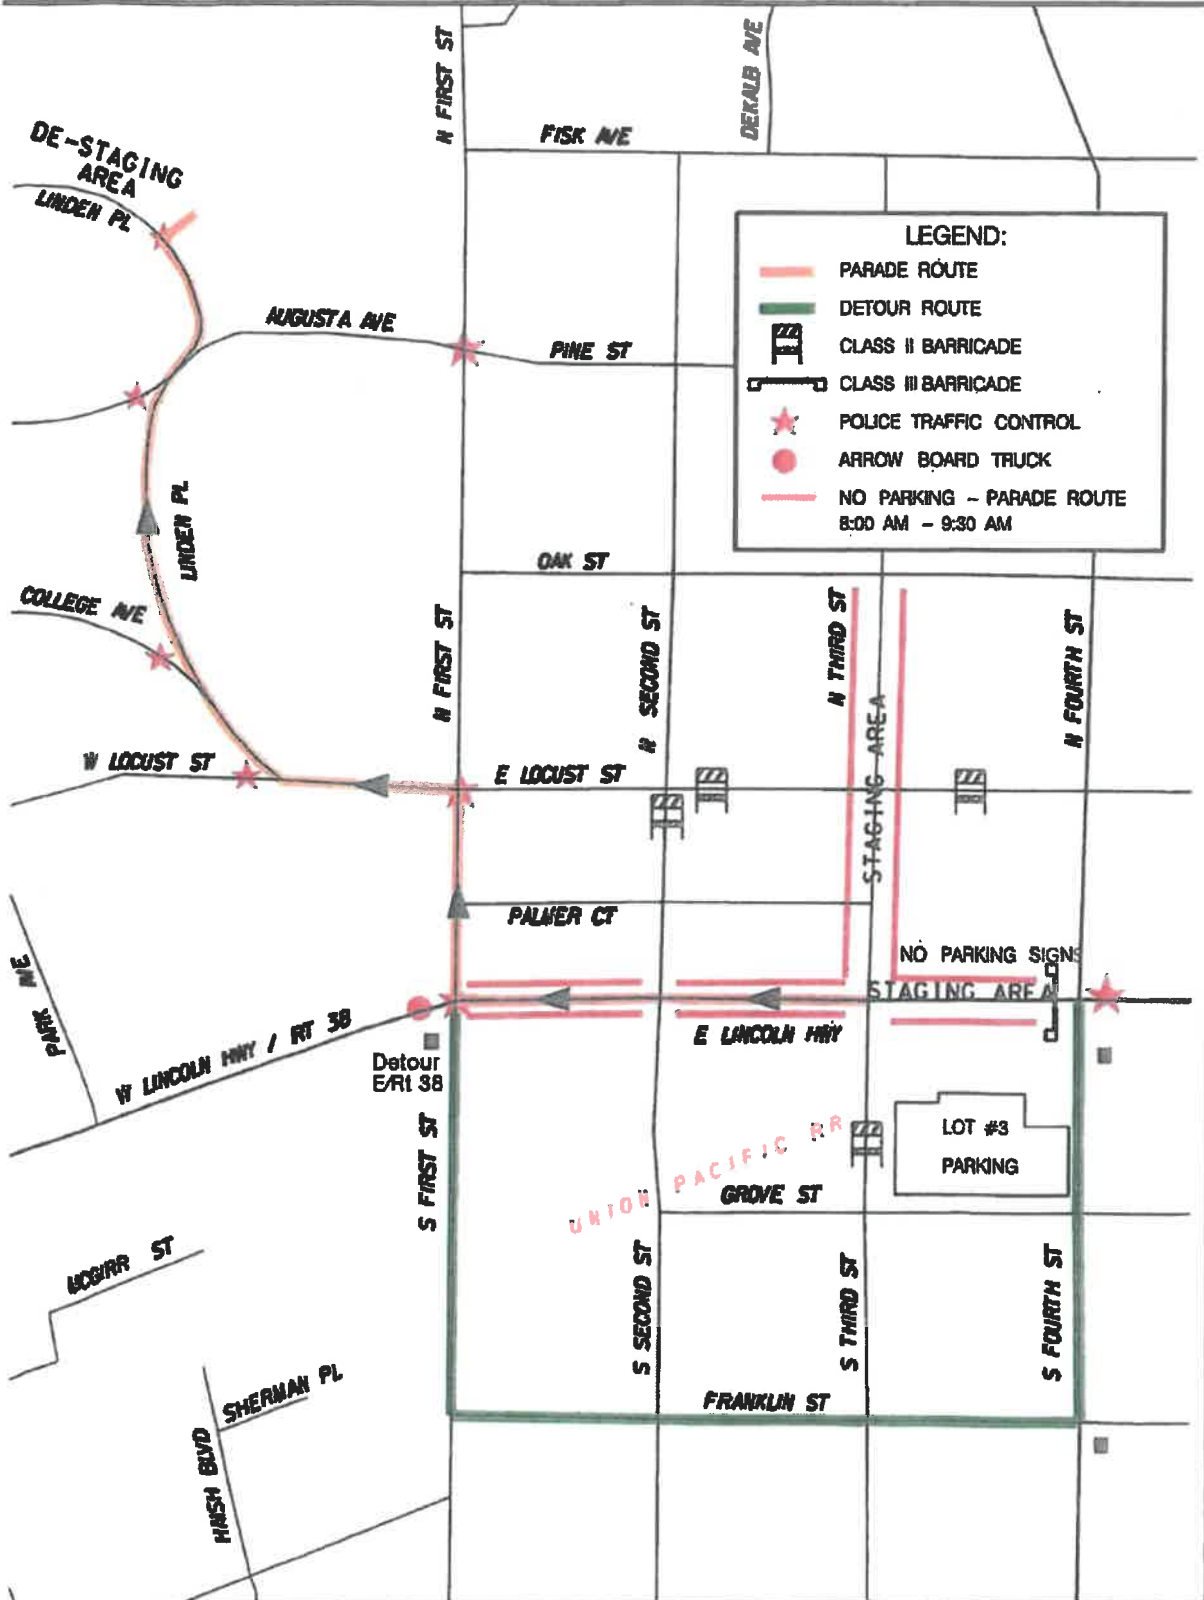 N FIRST ST
DEKALB AVE
FISK AVE
DE-STAGING
AREA
LINDEN PL
LEGEND:
PARADE ROUTE
DETOUR ROUTE
CLASS II BARRICADE
CLASS III BARRICADE
POLICE TRAFFIC CONTROL
ARROW BOARD TRUCK
NO PARKING - PARADE ROUTE
8:00 AM - 9:30 AM
AUGUSTA AVE
PINE ST
LINDEN PL
OAK ST
COLLEGE AVE
N FIRST ST
N SECOND ST
N THIRD ST
N FOURTH ST
STAGING AREA
W LOCUST ST
E LOCUST ST
PALMER CT
NO PARKING SIGNS
STAGING AREA
PARK AVE
W LINCOLN HWY / RT 38
E LINCOLN HWY
Detour
E/Rt 38
LOT #3
PARKING
S FIRST ST
UNION PACIFIC RR
GROVE ST
MCGIRR ST
S SECOND ST
S THIRD ST
S FOURTH ST
SHERMAN PL
FRANKLIN ST
HAISH BLVD